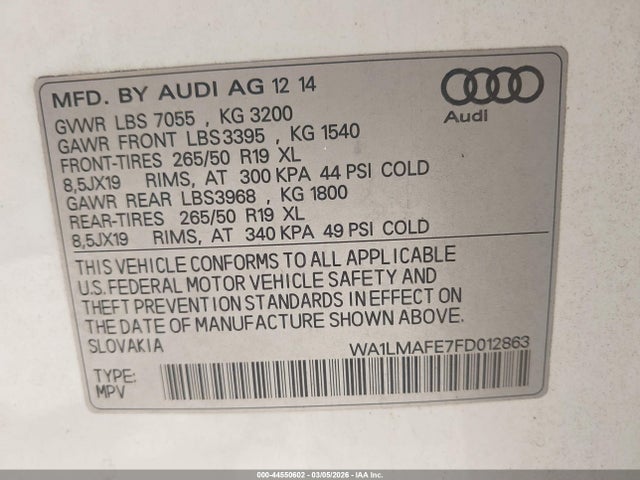 MFD. BY AUDI AG 12 14
GVWR LBS 7055 , KG 3200
GAWR FRONT LBS3395 , KG 1540
FRONT-TIRES 265/50 R19 XL
8,5JX19 RIMS, AT 300 KPA 44 PSI COLD
GAWR REAR LBS3968 , KG 1800
REAR-TIRES 265/50 R19 XL
8,5JX19 RIMS, AT 340 KPA 49 PSI COLD
Audi
THIS VEHICLE CONFORMS TO ALL APPLICABLE
U.S. FEDERAL MOTOR VEHICLE SAFETY AND
THEFT PREVENTION STANDARDS IN EFFECT ON
THE DATE OF MANUFACTURE SHOWN ABOVE.
SLOVAKIA WA1LMAFE7FD012863
TYPE:
MPV
000-44550602 - 03/05/2026 - IAA Inc.